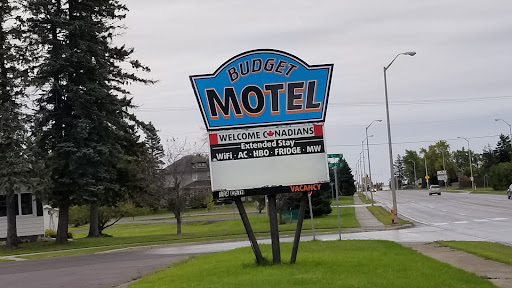 BUDGET
MOTEL
WELCOME CANADIANS
Extended Stay
WIFI · AC · HBO · FRIDGE · MW
VACANCY